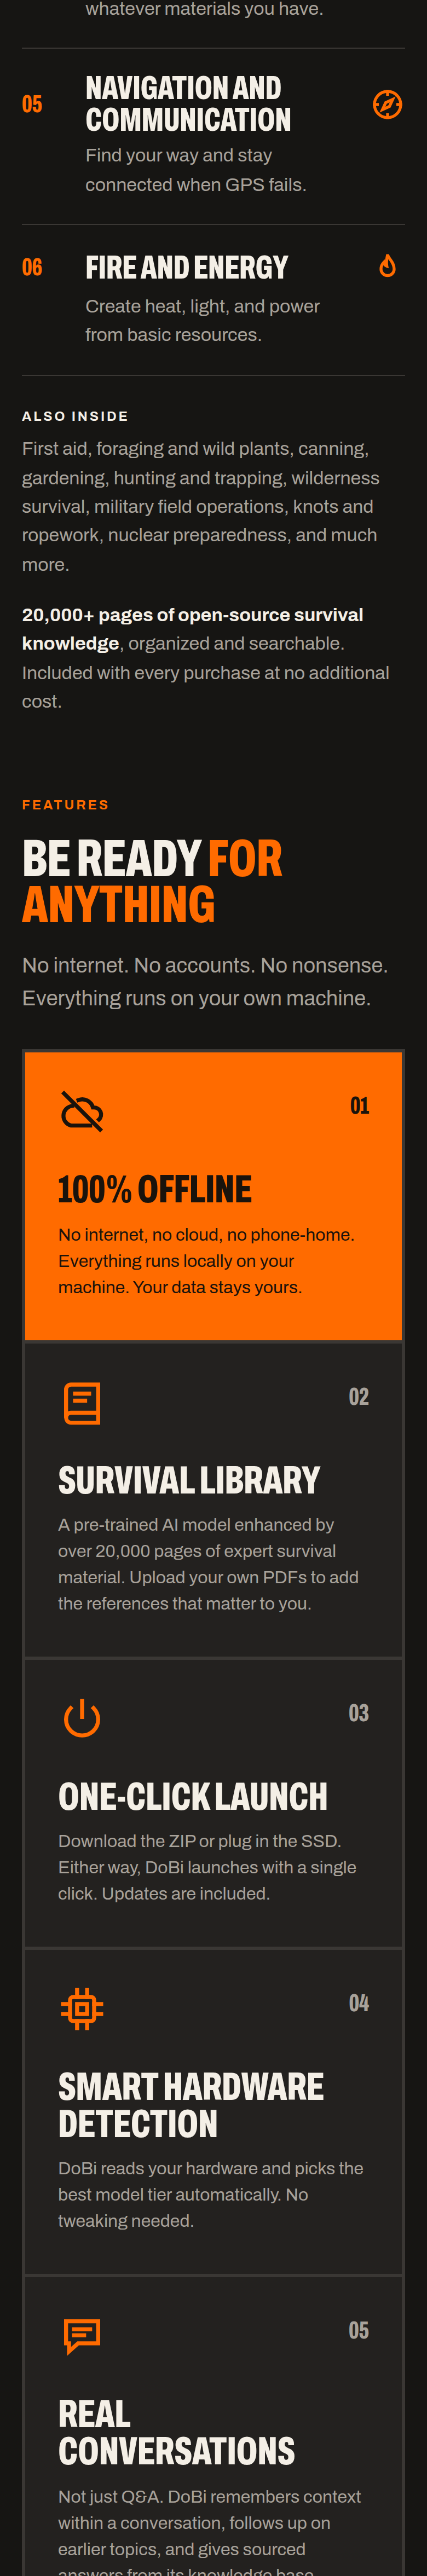 whatever materials you have.
05
NAVIGATION AND
COMMUNICATION
Find your way and stay
connected when GPS fails.
06
FIRE AND ENERGY
Create heat, light, and power
from basic resources.
ALSO INSIDE
First aid, foraging and wild plants, canning,
gardening, hunting and trapping, wilderness
survival, military field operations, knots and
ropework, nuclear preparedness, and much
more.
20,000+ pages of open-source survival
knowledge, organized and searchable.
Included with every purchase at no additional
cost.
FEATURES
BE READY FOR
ANYTHING
No internet. No accounts. No nonsense.
Everything runs on your own machine.
01
100% OFFLINE
No internet, no cloud, no phone-home.
Everything runs locally on your
machine. Your data stays yours.
02
SURVIVAL LIBRARY
A pre-trained AI model enhanced by
over 20,000 pages of expert survival
material. Upload your own PDFs to add
the references that matter to you.
03
ONE-CLICK LAUNCH
Download the ZIP or plug in the SSD.
Either way, DoBi launches with a single
click. Updates are included.
04
SMART HARDWARE
DETECTION
DoBi reads your hardware and picks the
best model tier automatically. No
tweaking needed.
05
REAL
CONVERSATIONS
Not just Q&A. DoBi remembers context
within a conversation, follows up on
earlier topics, and gives sourced
answers from its knowledge base.